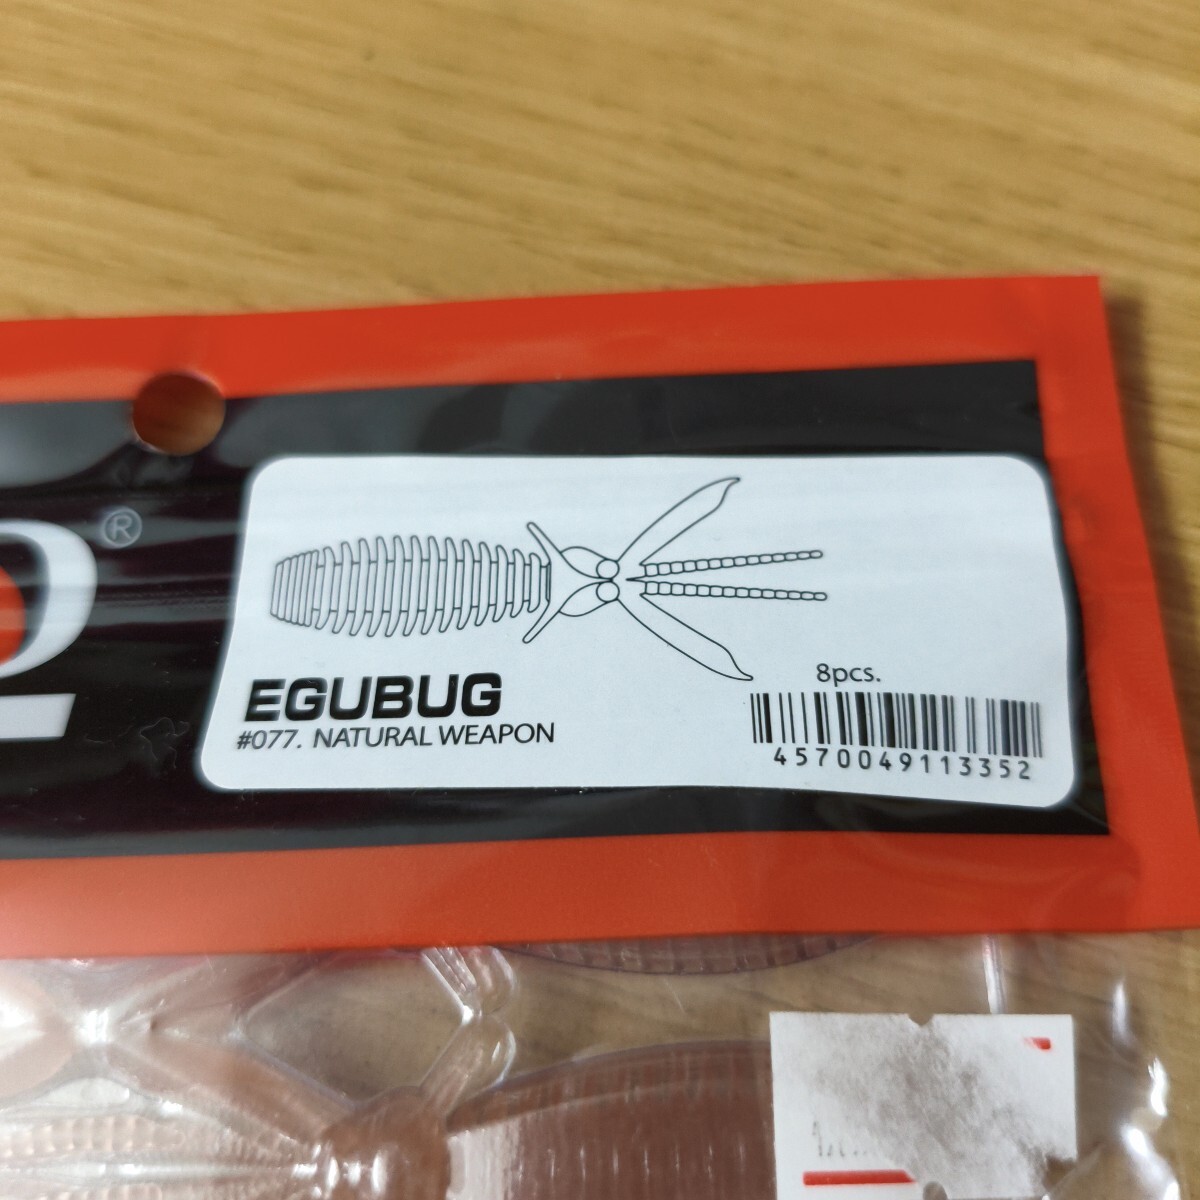 ®
EGUBUG
#077. NATURAL WEAPON
8pcs.
4570049113352